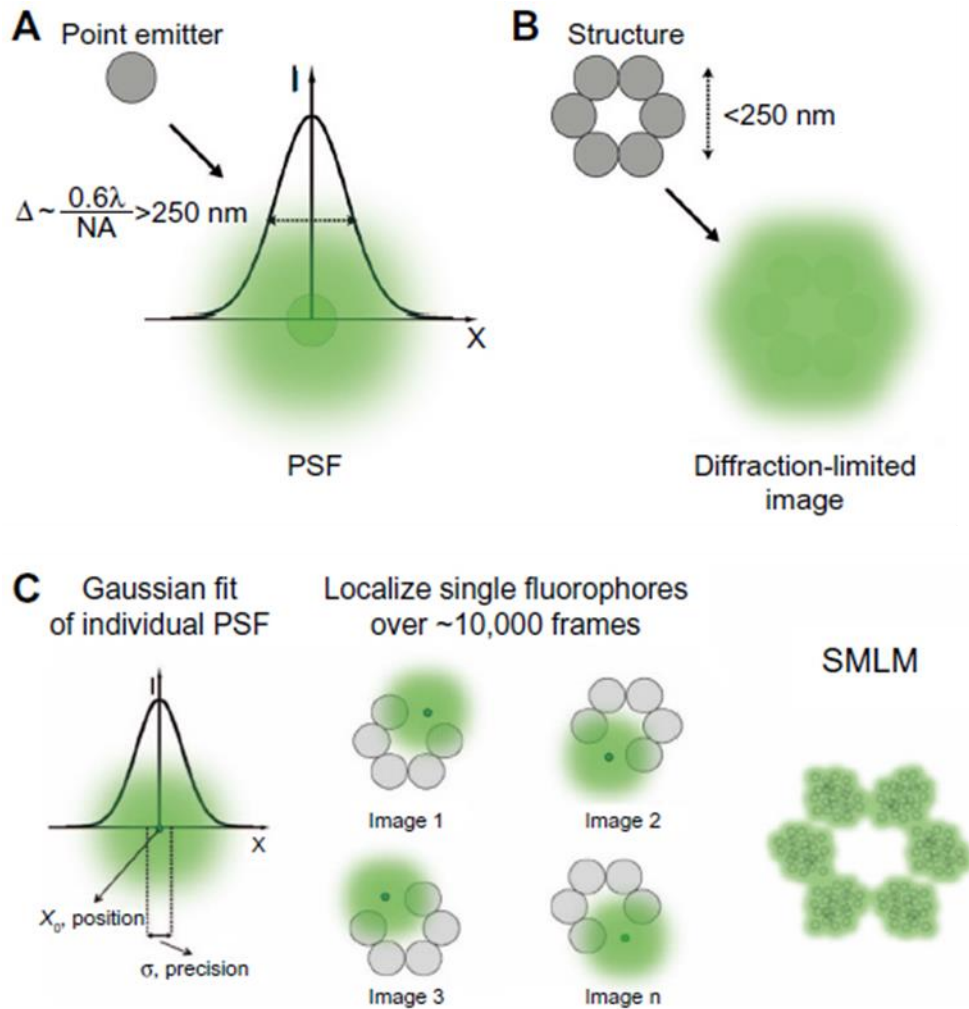 A Point emitter
I
Δ ~ 0.6λ/NA >250 nm
X
PSF
B Structure
<250 nm
Diffraction-limited
image
C Gaussian fit
of individual PSF
I
X
X₀, position
σ, precision
Localize single fluorophores
over ~10,000 frames
Image 1
Image 2
Image 3
Image n
SMLM